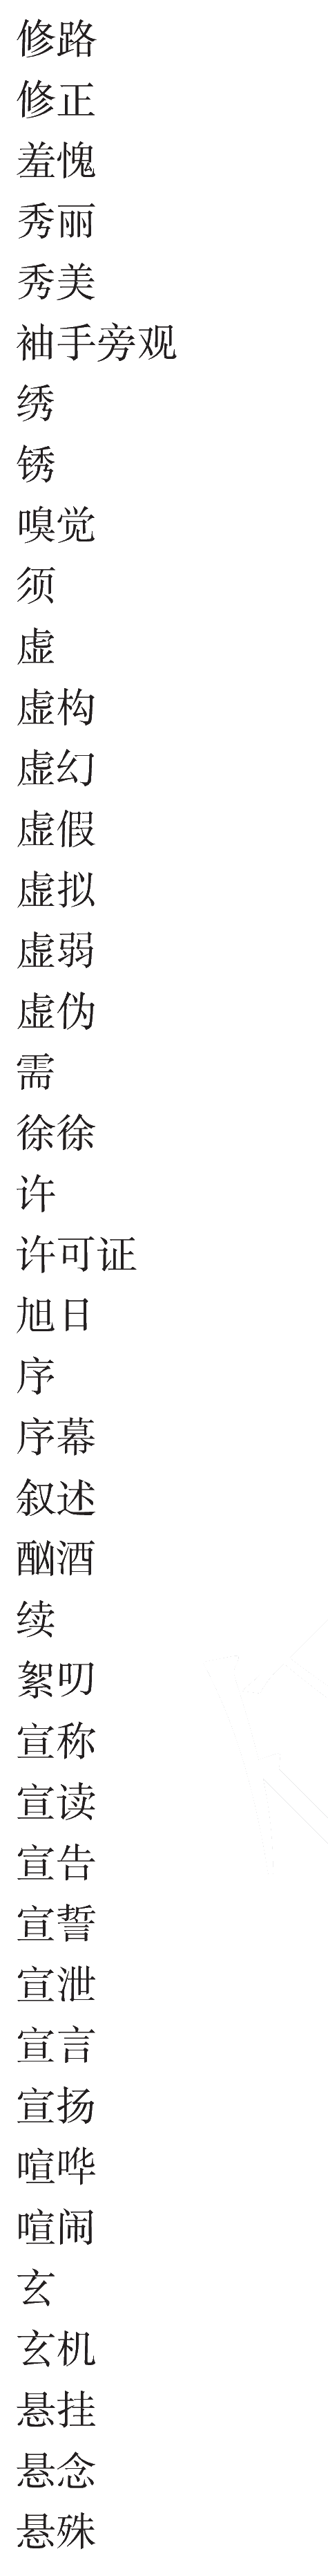 修路
修正
羞愧
秀丽
秀美
袖手旁观
绣
锈
嗅觉
须
虚
虚构
虚幻
虚假
虚拟
虚弱
虚伪
需
徐徐
许
许可证
旭日
序
序幕
叙述
酗酒
续
絮叨
宣称
宣读
宣告
宣誓
宣泄
宣言
宣扬
喧哗
喧闹
玄
玄机
悬挂
悬念
悬殊